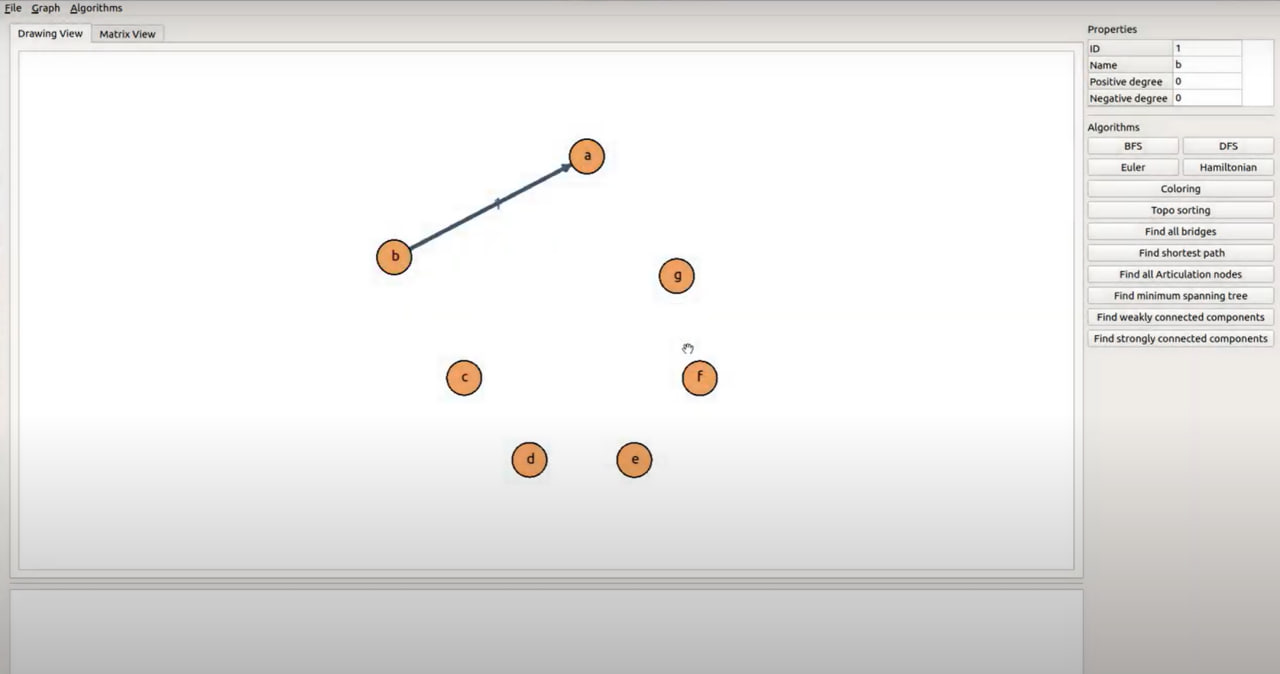 File Graph Algorithms
Drawing View Matrix View
Properties
ID 1
Name b
Positive degree 0
Negative degree 0
Algorithms
BFS DFS
Euler Hamiltonian
Coloring
Topo sorting
Find all bridges
Find shortest path
Find all Articulation nodes
Find minimum spanning tree
Find weakly connected components
Find strongly connected components
a
b
g
c
f
d
e